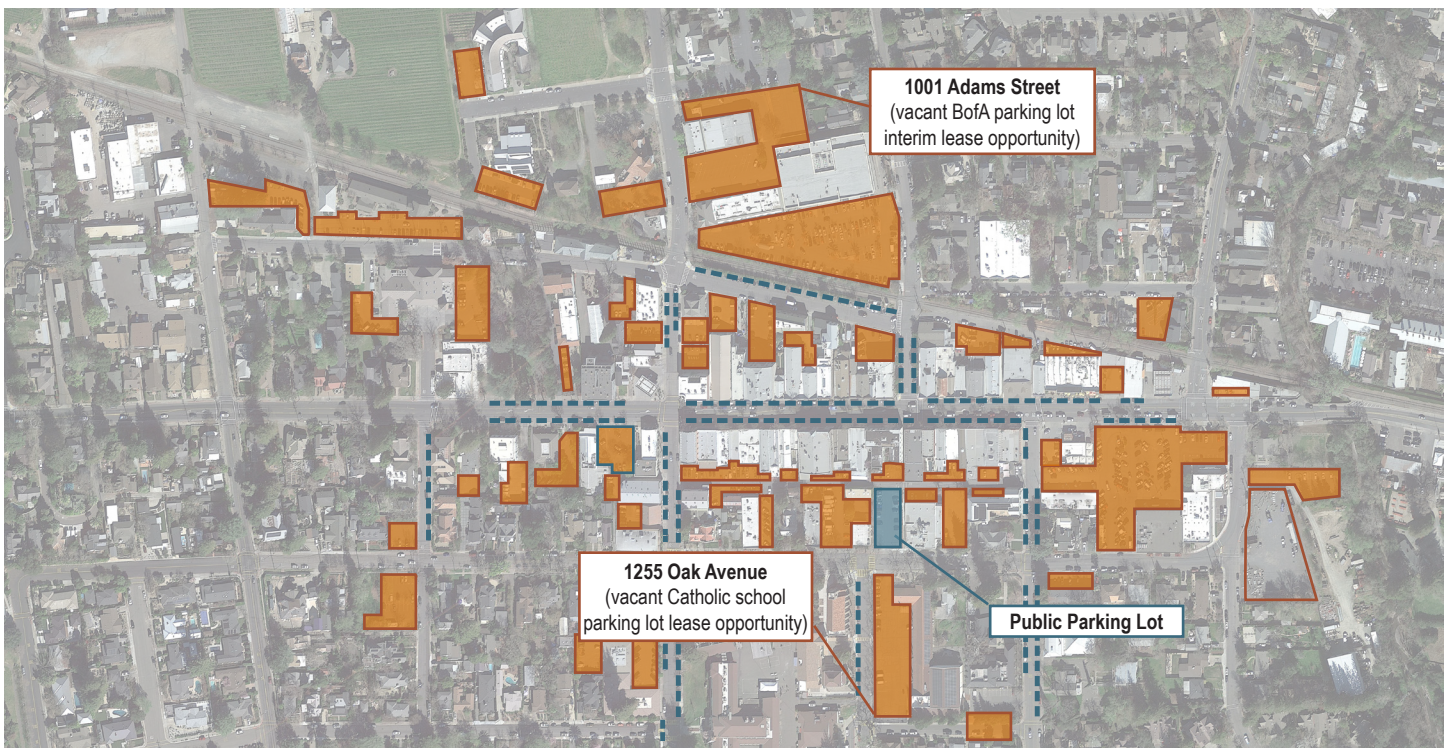 1001 Adams Street
(vacant BofA parking lot
interim lease opportunity)
1255 Oak Avenue
(vacant Catholic school
parking lot lease opportunity)
Public Parking Lot